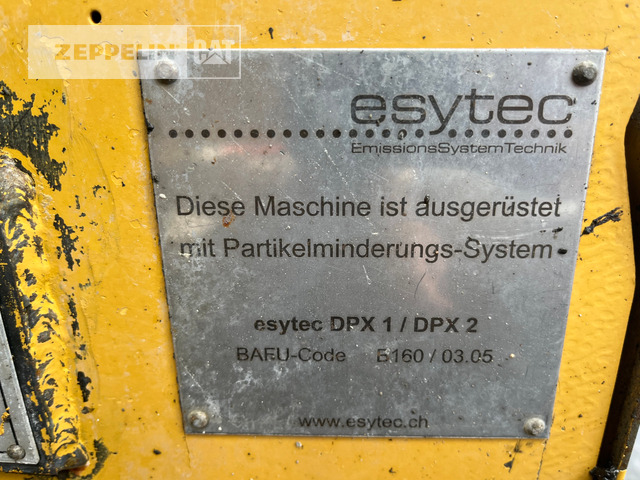 ZEPPELIN CAT
esytec
EmissionsSystemTechnik
Diese Maschine ist ausgerüstet
mit Partikelminderungs-System
esytec DPX 1 / DPX 2
BAFU-Code B160 / 03.05
www.esytec.ch